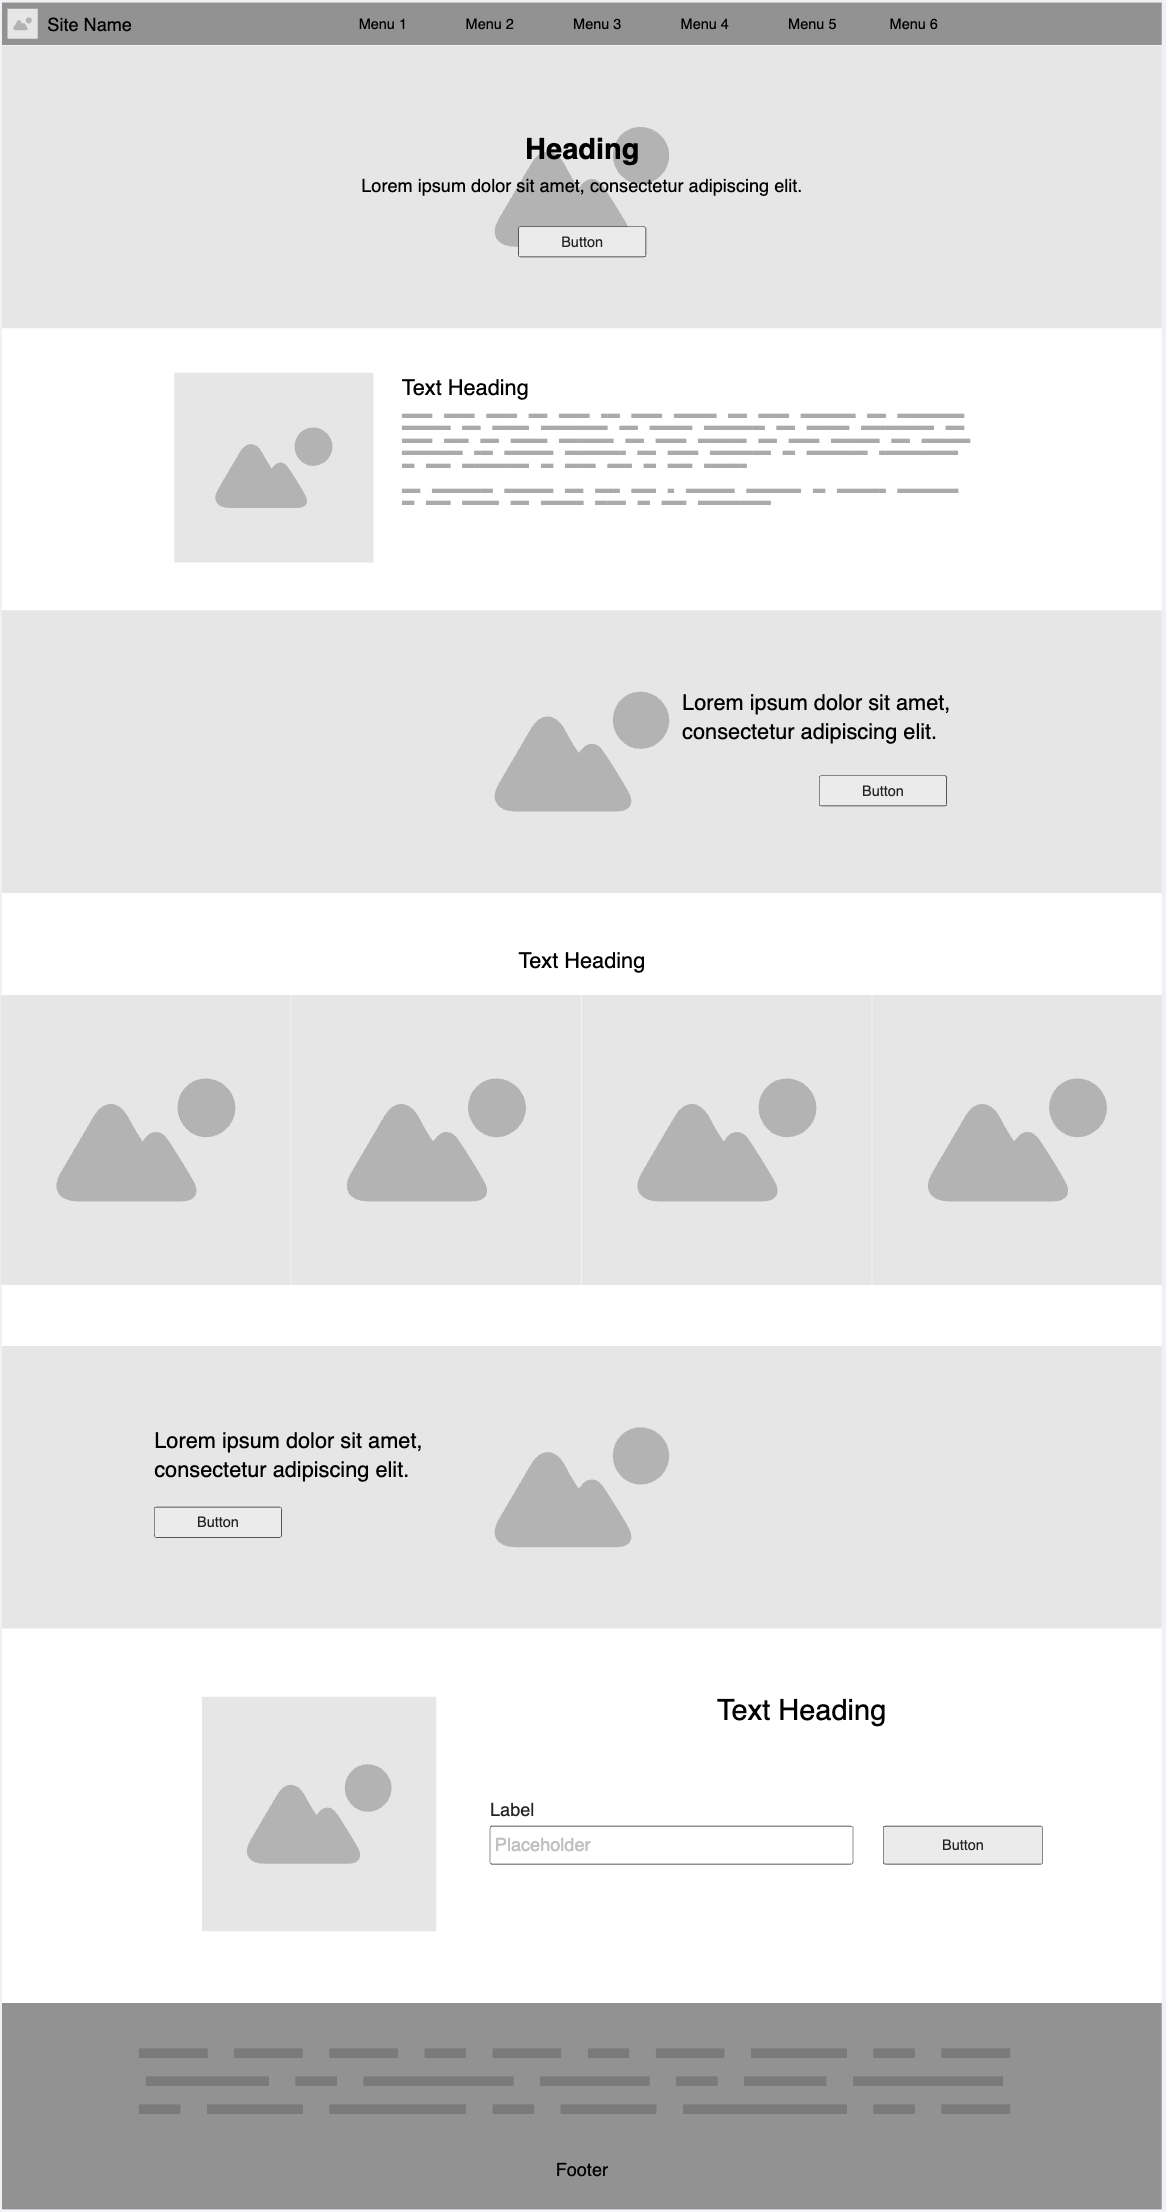 Site Name
Menu 1
Menu 2
Menu 3
Menu 4
Menu 5
Menu 6
Heading
Lorem ipsum dolor sit amet, consectetur adipiscing elit.
Button
Text Heading
Lorem ipsum dolor sit amet,
consectetur adipiscing elit.
Button
Text Heading
Lorem ipsum dolor sit amet,
consectetur adipiscing elit.
Button
Text Heading
Label
Placeholder
Button
Footer